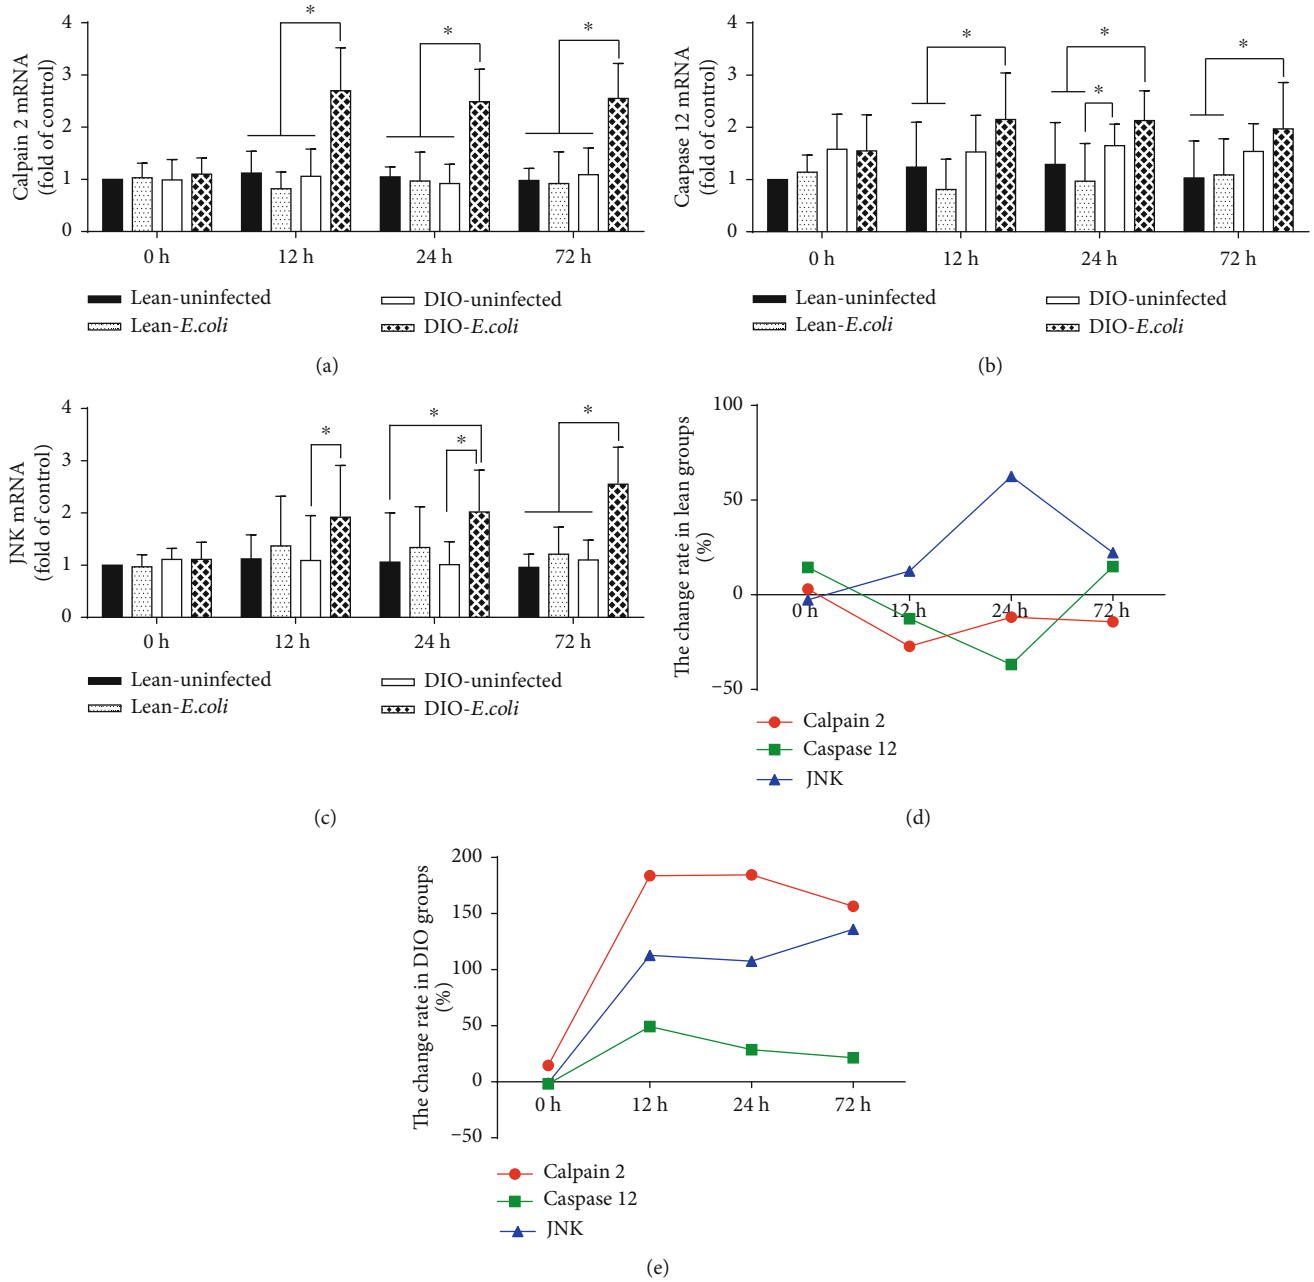 Calpain 2 mRNA
(fold of control)
4
3
2
1
0
*
*
*
0 h
12 h
24 h
72 h
Lean-uninfected
DIO-uninfected
Lean-E.coli
DIO-E.coli
(a)
Caapase 12 mRNA
(fold of control)
4
3
2
1
0
*
*
*
*
0 h
12 h
24 h
72 h
Lean-uninfected
DIO-uninfected
Lean-E.coli
DIO-E.coli
(b)
JNK mRNA
(fold of control)
4
3
2
1
0
*
*
*
*
0 h
12 h
24 h
72 h
Lean-uninfected
DIO-uninfected
Lean-E.coli
DIO-E.coli
(c)
The change rate in lean groups
(%)
100
50
0
−50
0 h
12 h
24 h
72 h
Calpain 2
Caspase 12
JNK
(d)
The change rate in DIO groups
(%)
200
150
100
50
0
−50
0 h
12 h
24 h
72 h
Calpain 2
Caspase 12
JNK
(e)